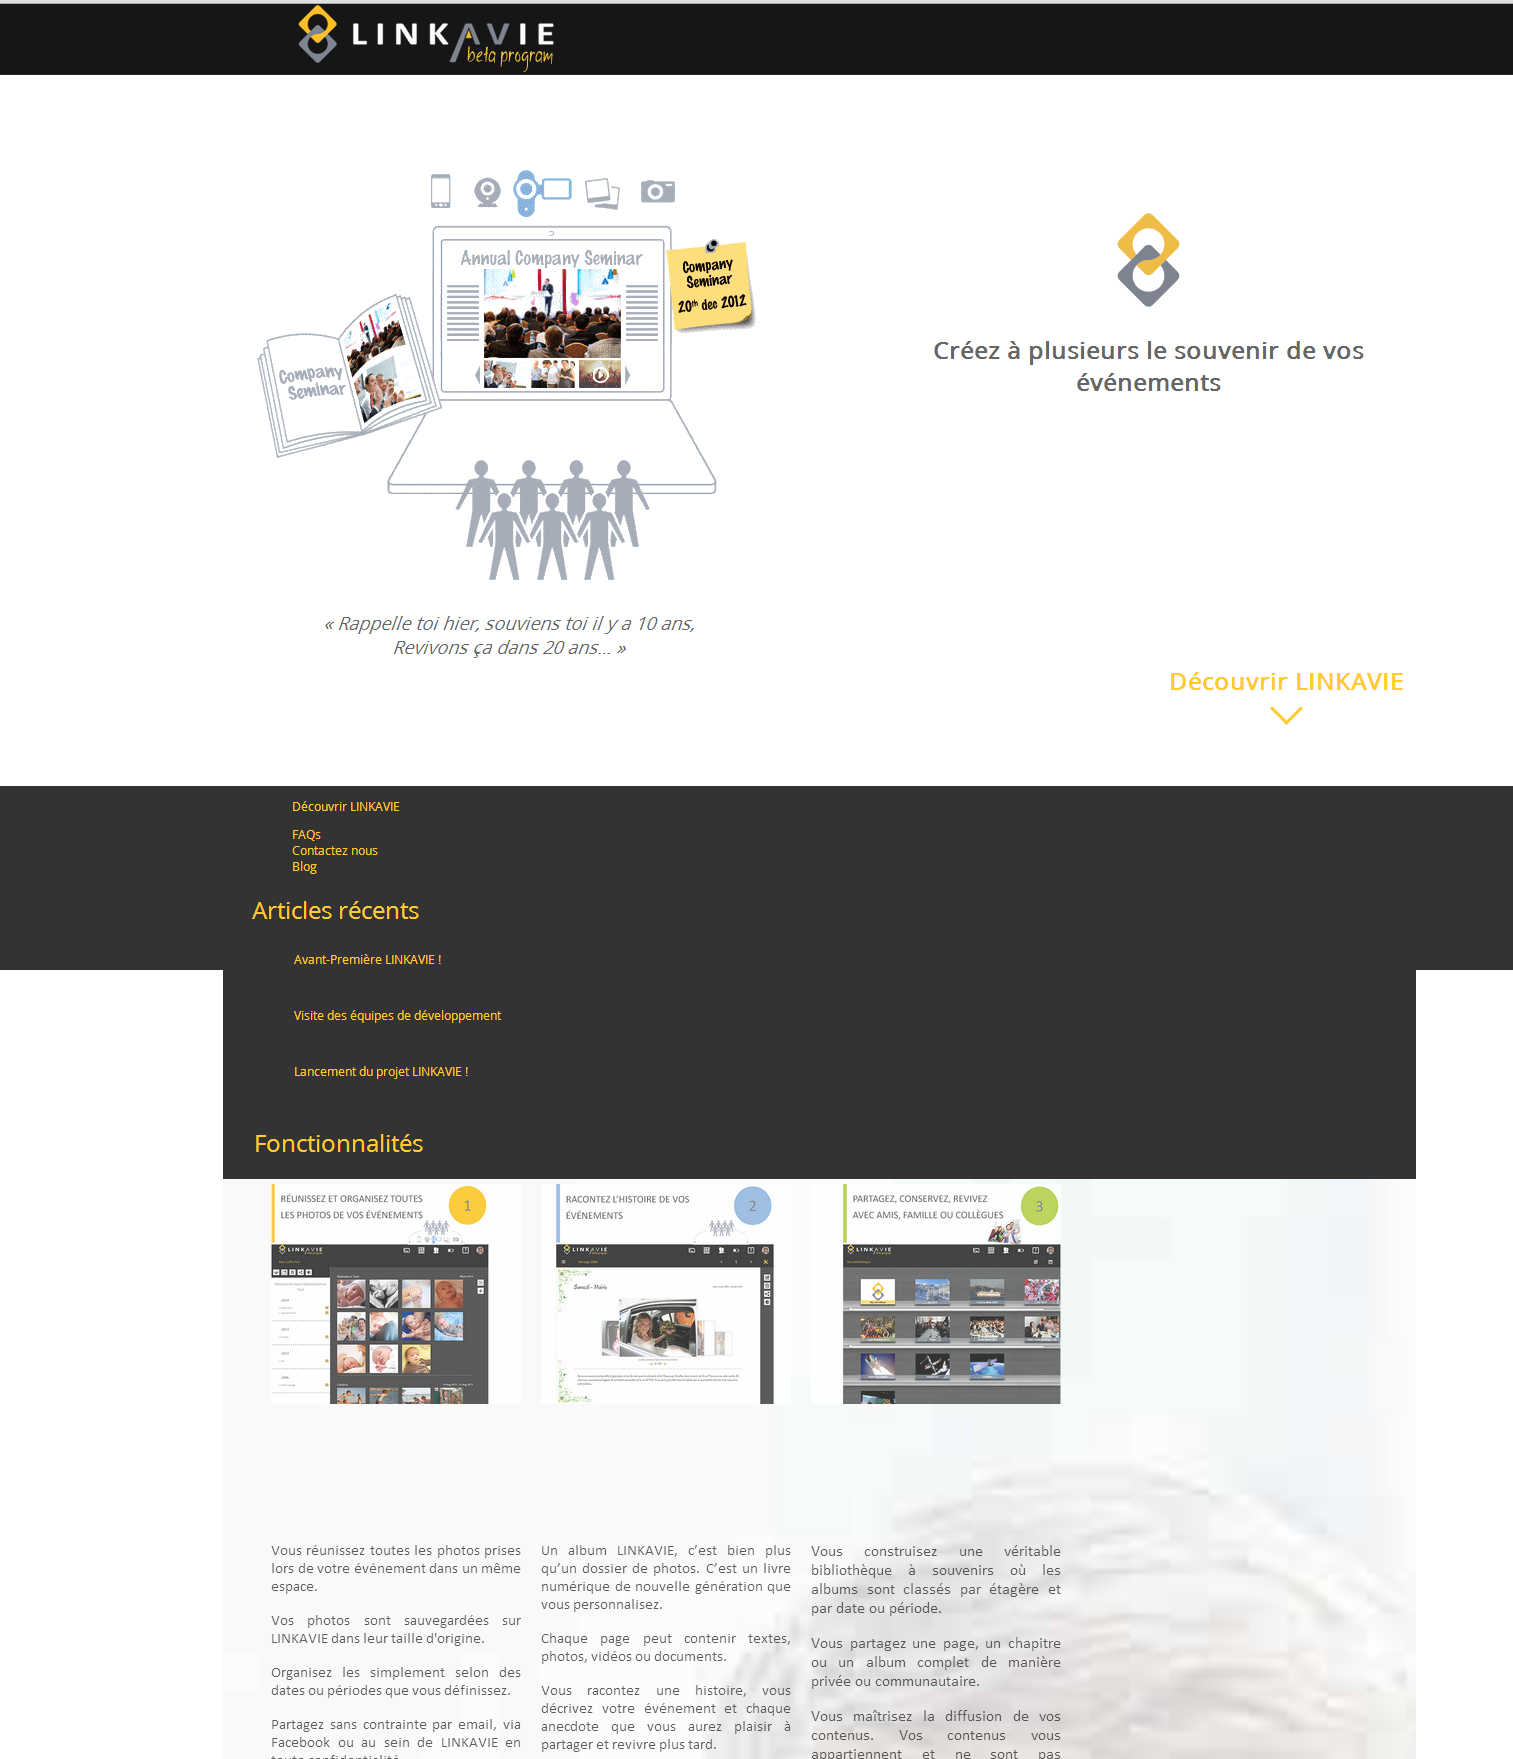 LINKAVIE
beta program
Annual Company Seminar
Company
Seminar
20th dec 2012
Company
Seminar
Créez à plusieurs le souvenir de vos
événements
« Rappelle toi hier, souviens toi il y a 10 ans,
Revivons ça dans 20 ans... »
Découvrir LINKAVIE
Découvrir LINKAVIE
FAQs
Contactez nous
Blog
Articles récents
Avant-Première LINKAVIE !
Visite des équipes de développement
Lancement du projet LINKAVIE !
Fonctionnalités
RÉUNISSEZ ET ORGANISEZ TOUTES
LES PHOTOS DE VOS ÉVÉNEMENTS
1
LINKAVIE
RACONTEZ L'HISTOIRE DE VOS
ÉVÉNEMENTS
2
LINKAVIE
Samedi - Mairie
PARTAGEZ, CONSERVEZ, REVIVEZ
AVEC AMIS, FAMILLE OU COLLÈGUES
3
LINKAVIE
Vous réunissez toutes les photos prises
lors de votre événement dans un même
espace.
Vos photos sont sauvegardées sur
LINKAVIE dans leur taille d'origine.
Organisez les simplement selon des
dates ou périodes que vous définissez.
Partagez sans contrainte par email, via
Facebook ou au sein de LINKAVIE en
toute confidentialité
Un album LINKAVIE, c'est bien plus
qu'un dossier de photos. C'est un livre
numérique de nouvelle génération que
vous personnalisez.
Chaque page peut contenir textes,
photos, vidéos ou documents.
Vous racontez une histoire, vous
décrivez votre événement et chaque
anecdote que vous aurez plaisir à
partager et revivre plus tard.
Vous construisez une véritable
bibliothèque à souvenirs où les
albums sont classés par étagère et
par date ou période.
Vous partagez une page, un chapitre
ou un album complet de manière
privée ou communautaire.
Vous maîtrisez la diffusion de vos
contenus. Vos contenus vous
appartiennent et ne sont pas